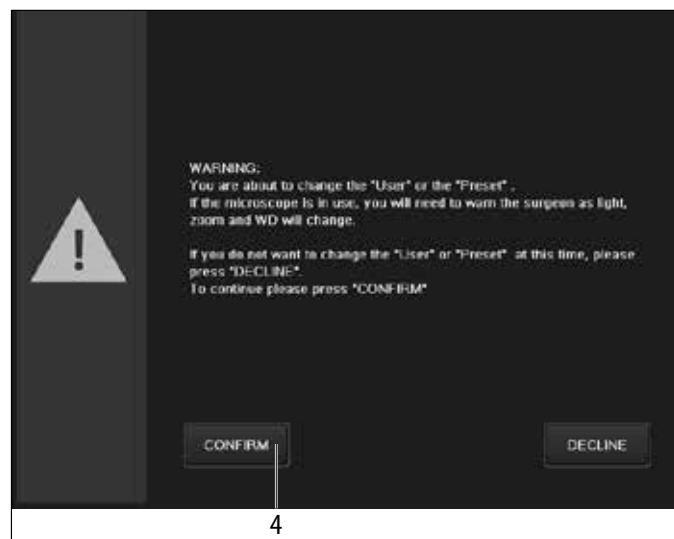 WARNING:
You are about to change the "User" or the "Preset" .
If the microscope is in use, you will need to warn the surgeon as light,
zoom and WD will change.
If you do not want to change the "User" or "Preset" at this time, please
press "DECLINE".
To continue please press "CONFIRM"
CONFIRM
DECLINE
4